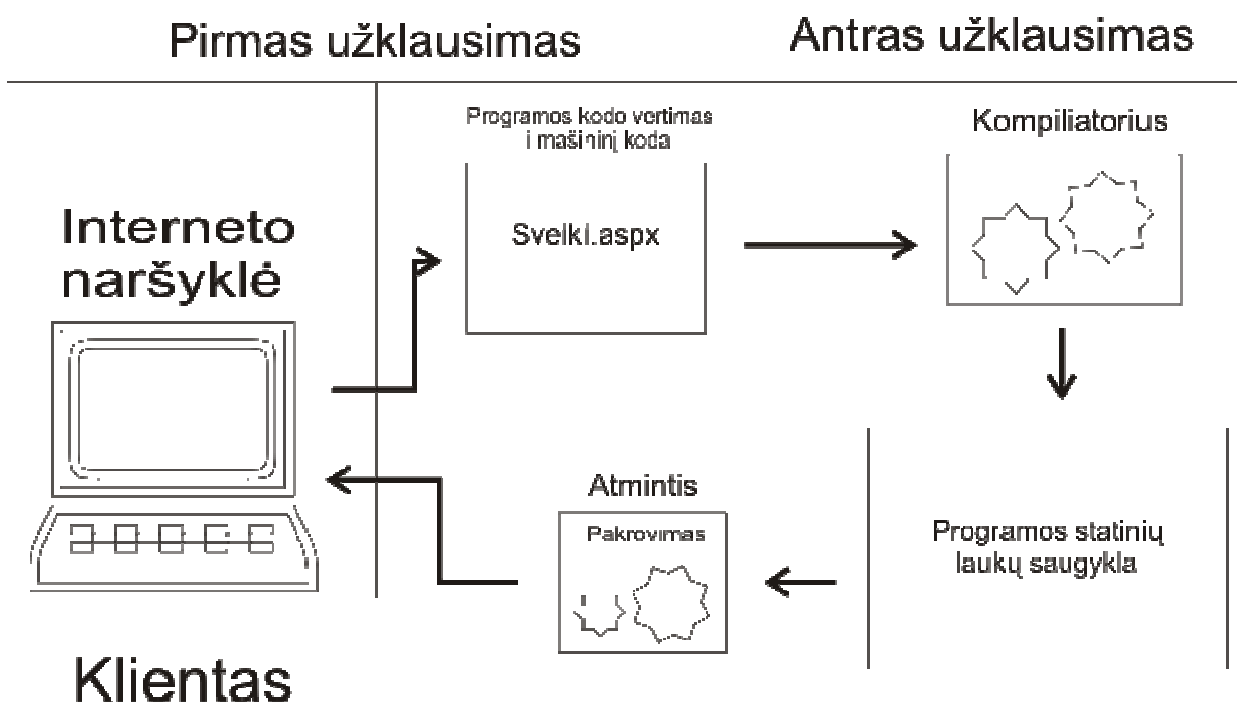 Pirmas užklausimas
Antras užklausimas
Programos kodo vertimas
i mašininį koda
Kompiliatorius
Sveiki.aspx
Interneto
naršyklė
Atmintis
Pakrovimas
Programos statinių
laukų saugykla
Klientas